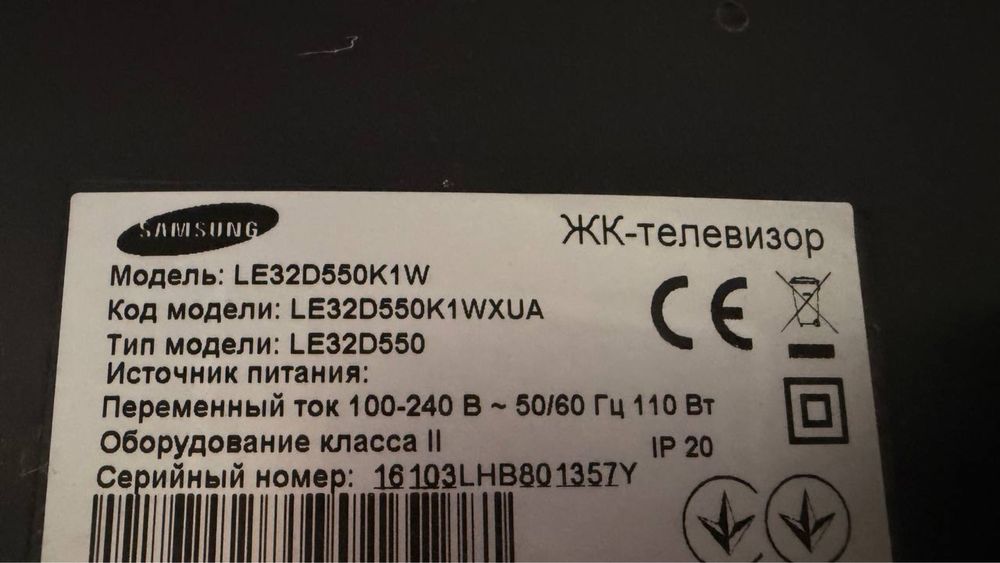 SAMSUNG
ЖК-телевизор
Модель: LE32D550K1W
Код модели: LE32D550K1WXUA
Тип модели: LE32D550
Источник питания:
Переменный ток 100-240 В ~ 50/60 Гц 110 Вт
Оборудование класса II
IP 20
Серийный номер: 16103LHB801357Y
CE